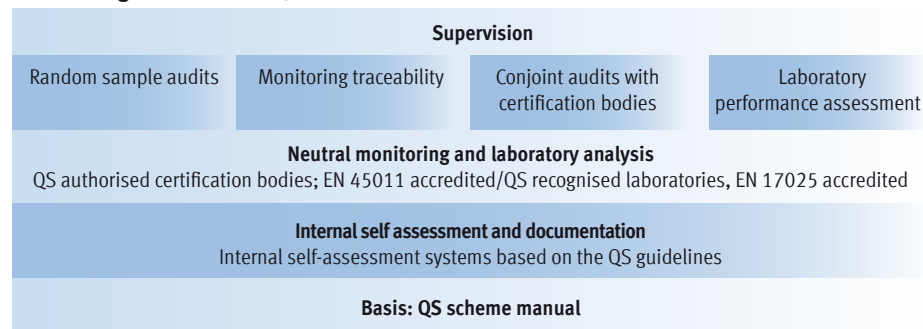 Supervision
Random sample audits
Monitoring traceability
Conjoint audits with
certification bodies
Laboratory
performance assessment
Neutral monitoring and laboratory analysis
QS authorised certification bodies; EN 45011 accredited/QS recognised laboratories, EN 17025 accredited
Internal self assessment and documentation
Internal self-assessment systems based on the QS guidelines
Basis: QS scheme manual